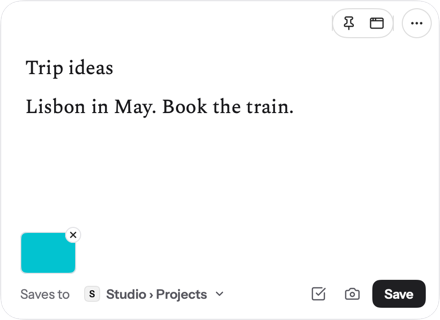 Trip ideas
Lisbon in May. Book the train.
Saves to S Studio › Projects
Save